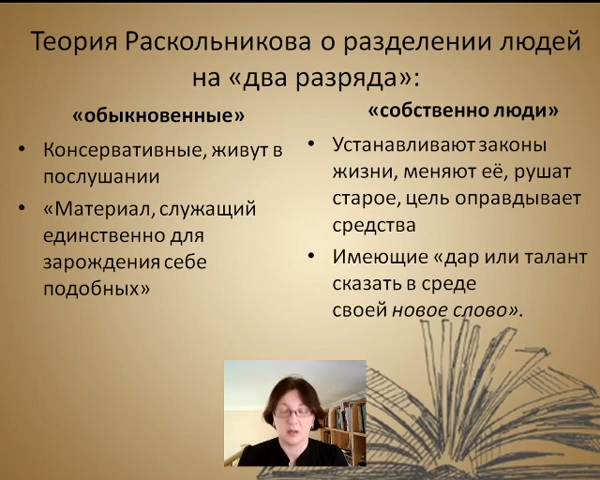 Теория Раскольникова о разделении людей
на «два разряда»:
«обыкновенные»
• Консервативные, живут в
послушании
• «Материал, служащий
единственно для
зарождения себе
подобных»
«собственно люди»
• Устанавливают законы
жизни, меняют её, рушат
старое, цель оправдывает
средства
• Имеющие «дар или талант
сказать в среде
своей новое слово».